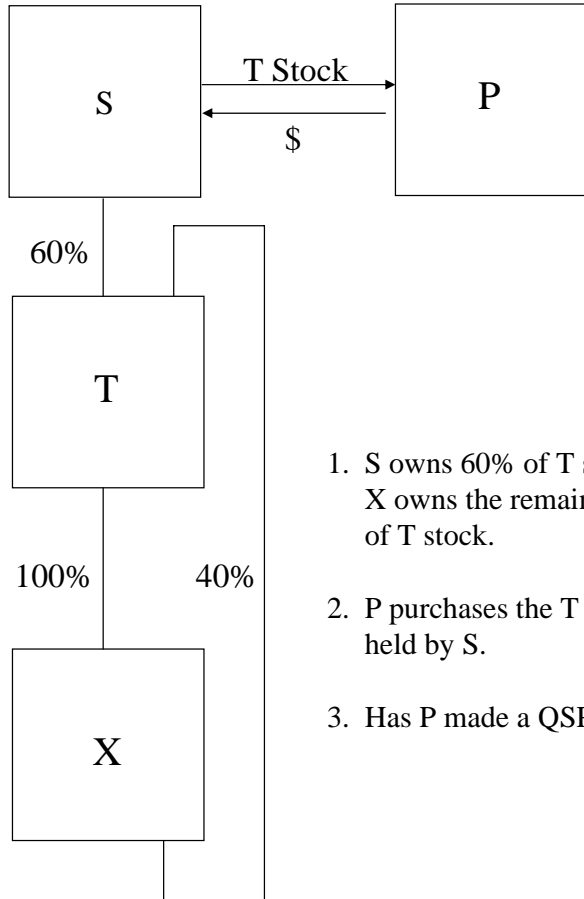 T Stock
S
P
$
60%
T
1. S owns 60% of T
X owns the
of T stock.
100%
40%
2. P purchases the T
held by S.
X
3. Has P made a